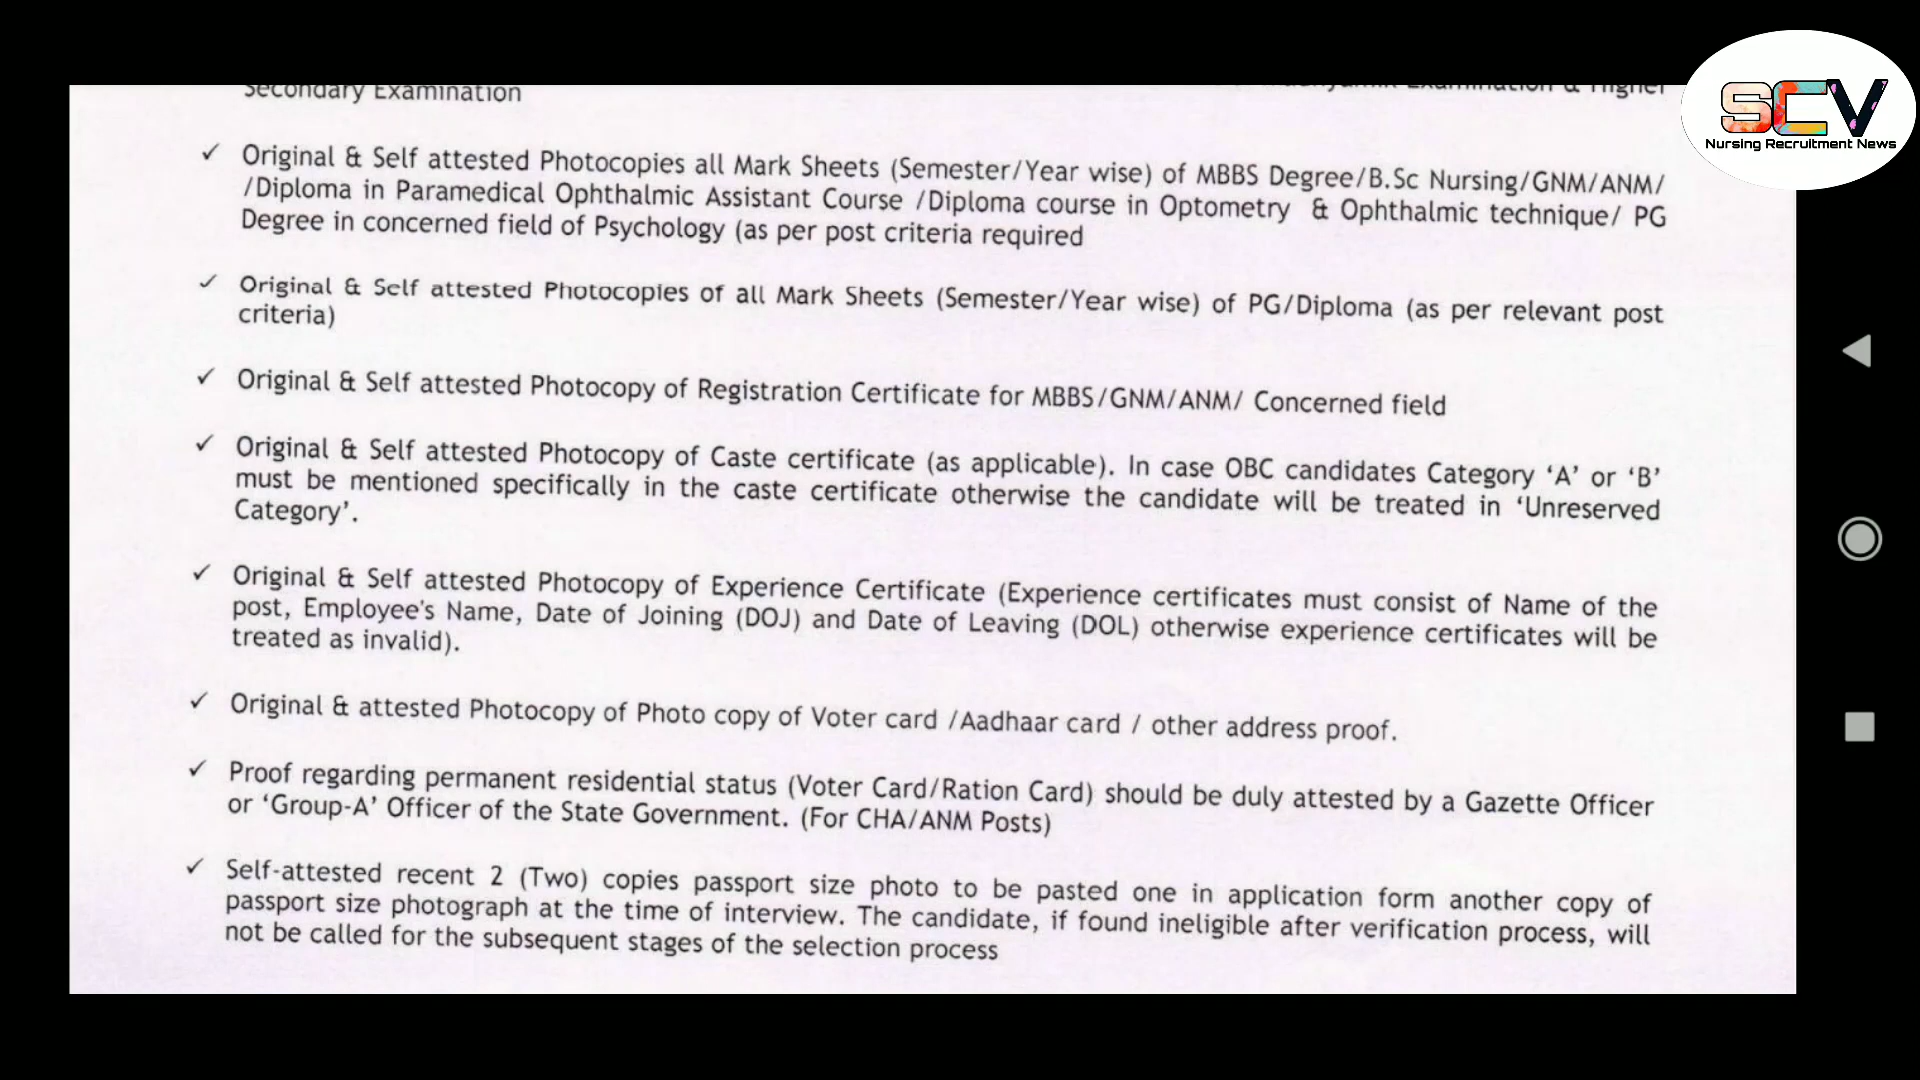 Examination & Higher
Secondary Examination
✓ Original & Self attested Photocopies all Mark Sheets (Semester/Year wise) of MBBS Degree/B.Sc Nursing/GNM/ANM/
/Diploma in Paramedical Ophthalmic Assistant Course /Diploma course in Optometry & Ophthalmic technique/ PG
Degree in concerned field of Psychology (as per post criteria required
✓ Original & Self attested Photocopies of all Mark Sheets (Semester/Year wise) of PG/Diploma (as per relevant post
criteria)
✓ Original & Self attested Photocopy of Registration Certificate for MBBS/GNM/ANM/ Concerned field
✓ Original & Self attested Photocopy of Caste certificate (as applicable). In case OBC candidates Category ‘A’ or ‘B’
must be mentioned specifically in the caste certificate otherwise the candidate will be treated in ‘Unreserved
Category’.
✓ Original & Self attested Photocopy of Experience Certificate (Experience certificates must consist of Name of the
post, Employee's Name, Date of Joining (DOJ) and Date of Leaving (DOL) otherwise experience certificates will be
treated as invalid).
✓ Original & attested Photocopy of Photo copy of Voter card /Aadhaar card / other address proof.
✓ Proof regarding permanent residential status (Voter Card/Ration Card) should be duly attested by a Gazette Officer
or ‘Group-A’ Officer of the State Government. (For CHA/ANM Posts)
✓ Self-attested recent 2 (Two) copies passport size photo to be pasted one in application form another copy of
passport size photograph at the time of interview. The candidate, if found ineligible after verification process, will
not be called for the subsequent stages of the selection process
SCV
Nursing Recruitment News